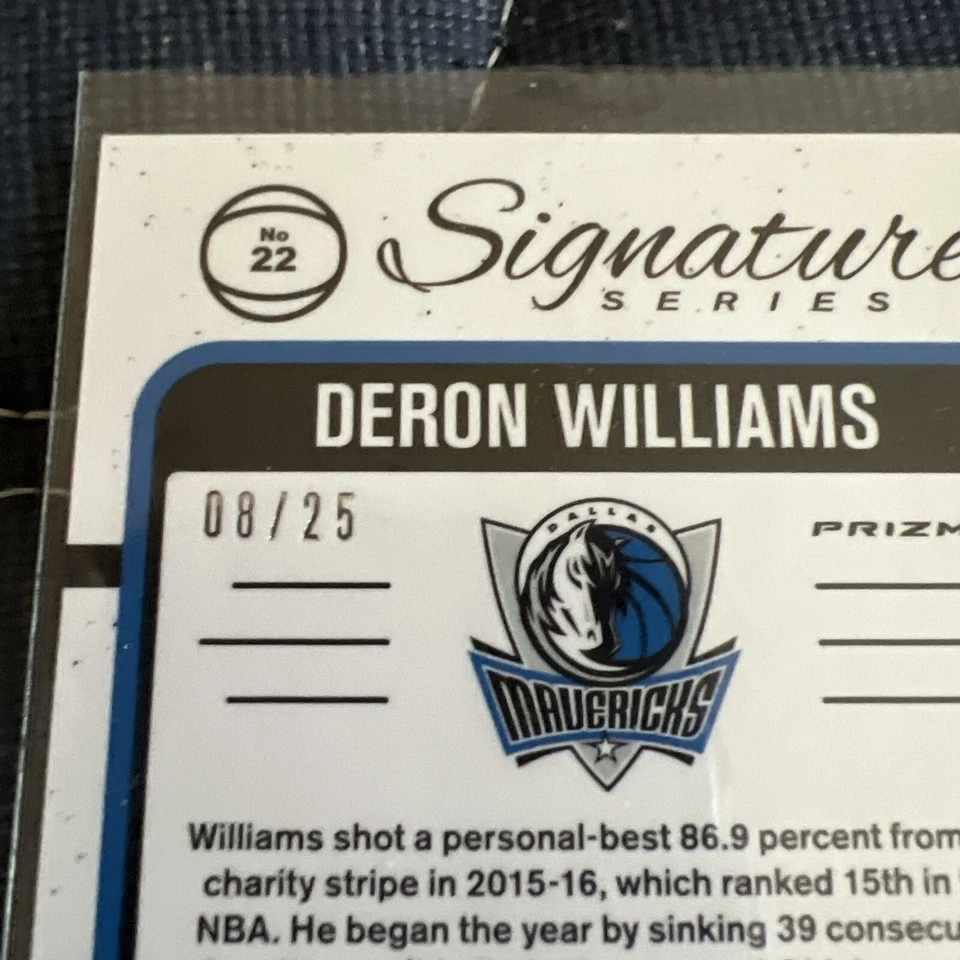 No
22
Signature
SERIES
DERON WILLIAMS
08/25
DALLAS
PRIZM
MAVERICKS
Williams shot a personal-best 86.9 percent from
charity stripe in 2015-16, which ranked 15th in
NBA. He began the year by sinking 39 consecu